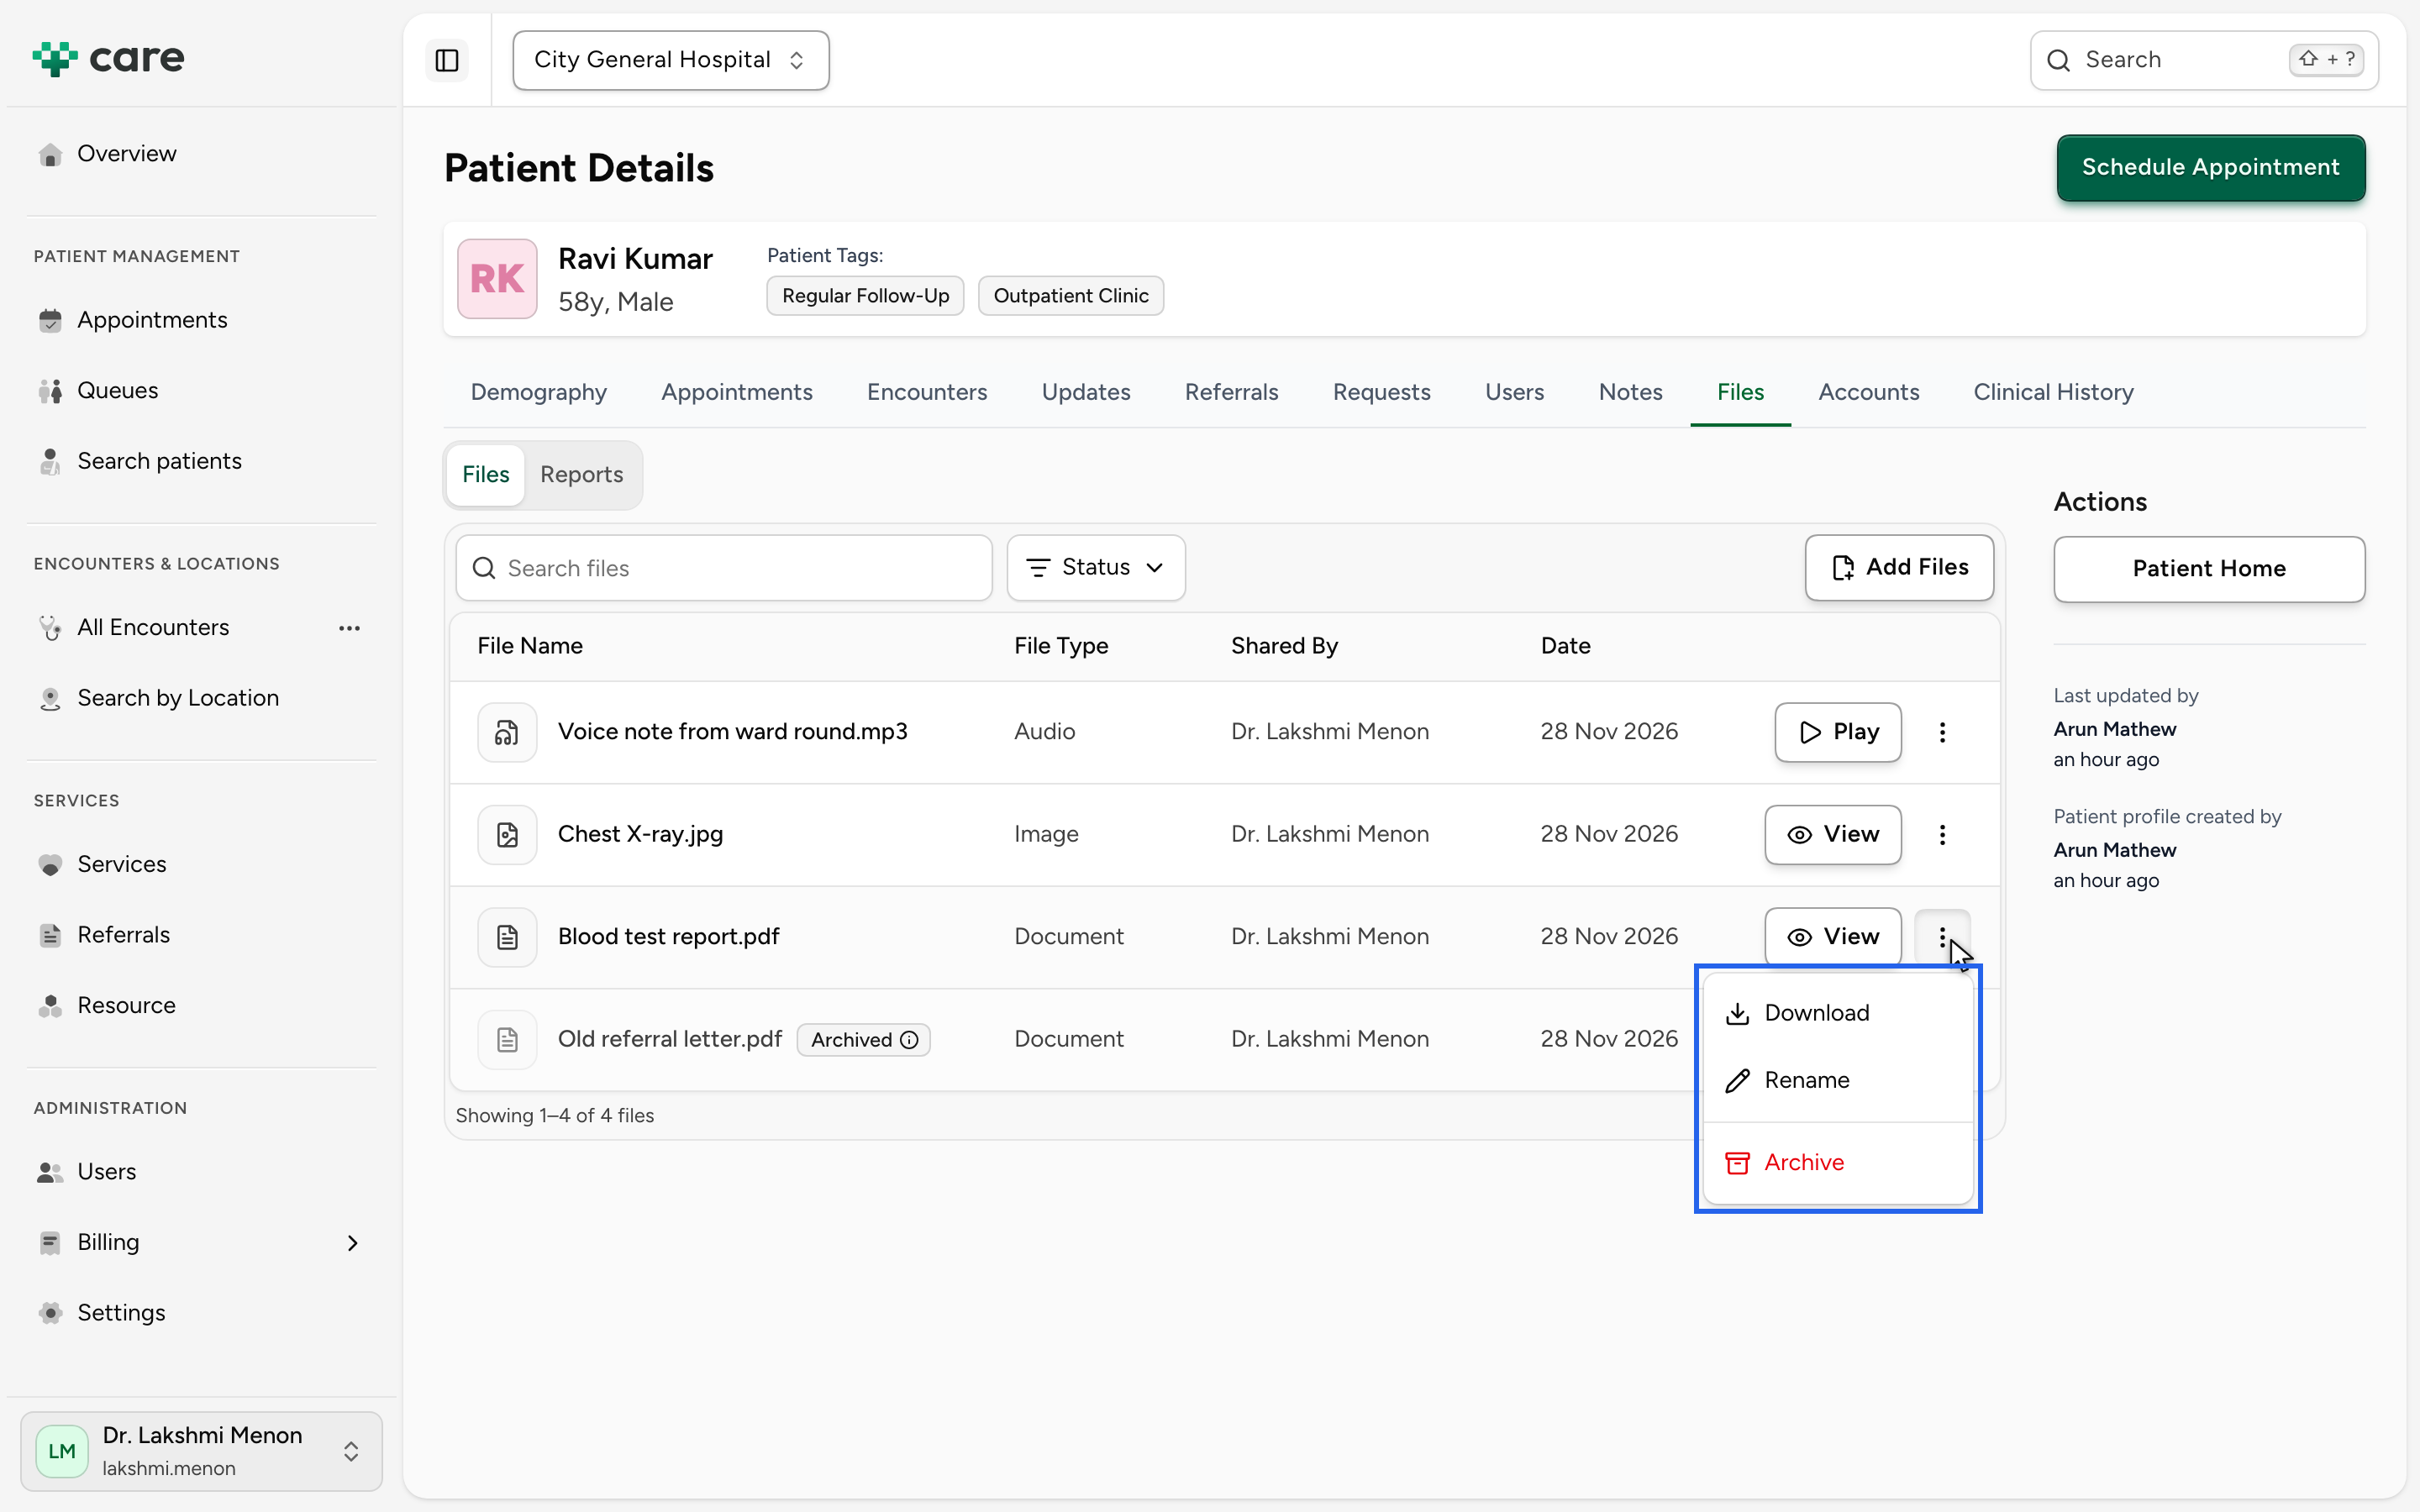 care
City General Hospital
Search
+ ?
Overview
PATIENT MANAGEMENT
Appointments
Queues
Search patients
ENCOUNTERS & LOCATIONS
All Encounters
Search by Location
SERVICES
Services
Referrals
Resource
ADMINISTRATION
Users
Billing
Settings
LM
Dr. Lakshmi Menon
lakshmi.menon
Patient Details
Schedule Appointment
RK
Ravi Kumar
58y, Male
Patient Tags:
Regular Follow-Up Outpatient Clinic
Demography Appointments Encounters Updates Referrals Requests Users Notes Files Accounts Clinical History
Files Reports
Search files
Status
Add Files
File Name File Type Shared By Date
Voice note from ward round.mp3 Audio Dr. Lakshmi Menon 28 Nov 2026 Play
Chest X-ray.jpg Image Dr. Lakshmi Menon 28 Nov 2026 View
Blood test report.pdf Document Dr. Lakshmi Menon 28 Nov 2026 View
Old referral letter.pdf Archived Document Dr. Lakshmi Menon 28 Nov 2026
Showing 1–4 of 4 files
Download
Rename
Archive
Actions
Patient Home
Last updated by
Arun Mathew
an hour ago
Patient profile created by
Arun Mathew
an hour ago